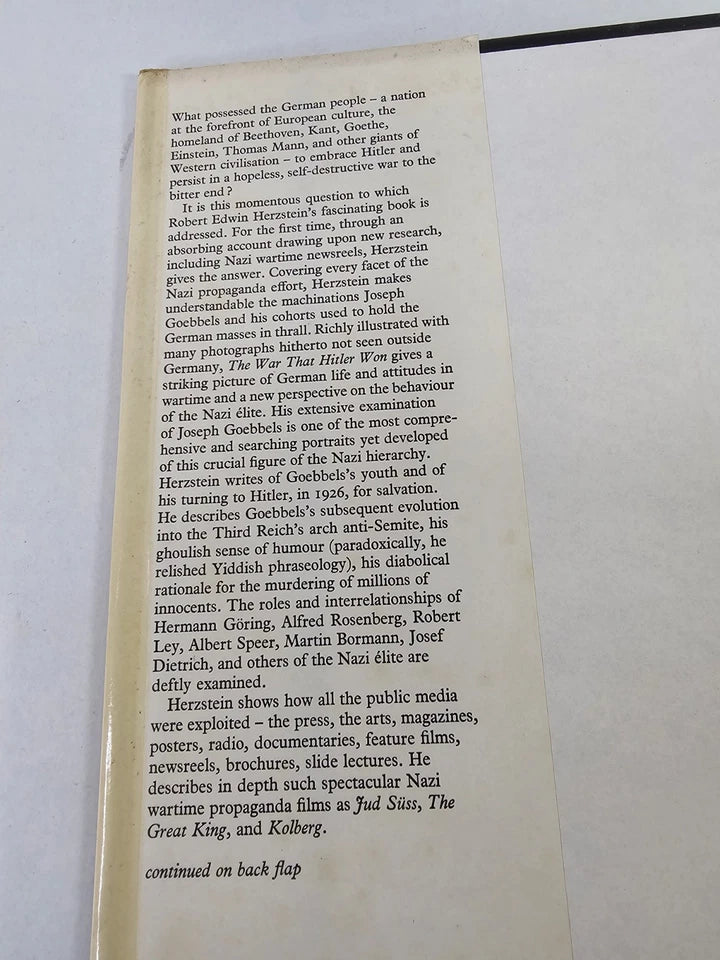 What possessed the German people – a nation
at the forefront of European culture, the
homeland of Beethoven, Kant, Goethe,
Einstein, Thomas Mann, and other giants of
Western civilisation – to embrace Hitler and
persist in a hopeless, self-destructive war to the
bitter end?
It is this momentous question to which
Robert Edwin Herzstein's fascinating book is
addressed. For the first time, through an
absorbing account drawing upon new research,
including Nazi wartime newsreels, Herzstein
gives the answer. Covering every facet of the
Nazi propaganda effort, Herzstein makes
understandable the machinations Joseph
Goebbels and his cohorts used to hold the
German masses in thrall. Richly illustrated with
many photographs hitherto not seen outside
Germany, The War That Hitler Won gives a
striking picture of German life and attitudes in
wartime and a new perspective on the behaviour
of the Nazi élite. His extensive examination
of Joseph Goebbels is one of the most compre-
hensive and searching portraits yet developed
of this crucial figure of the Nazi hierarchy.
Herzstein writes of Goebbels's youth and of
his turning to Hitler, in 1926, for salvation.
He describes Goebbels's subsequent evolution
into the Third Reich's arch anti-Semite, his
ghoulish sense of humour (paradoxically, he
relished Yiddish phraseology), his diabolical
rationale for the murdering of millions of
innocents. The roles and interrelationships of
Hermann Göring, Alfred Rosenberg, Robert
Ley, Albert Speer, Martin Bormann, Josef
Dietrich, and others of the Nazi élite are
deftly examined.
Herzstein shows how all the public media
were exploited – the press, the arts, magazines,
posters, radio, documentaries, feature films,
newsreels, brochures, slide lectures. He
describes in depth such spectacular Nazi
wartime propaganda films as Jud Süss, The
Great King, and Kolberg.
continued on back flap